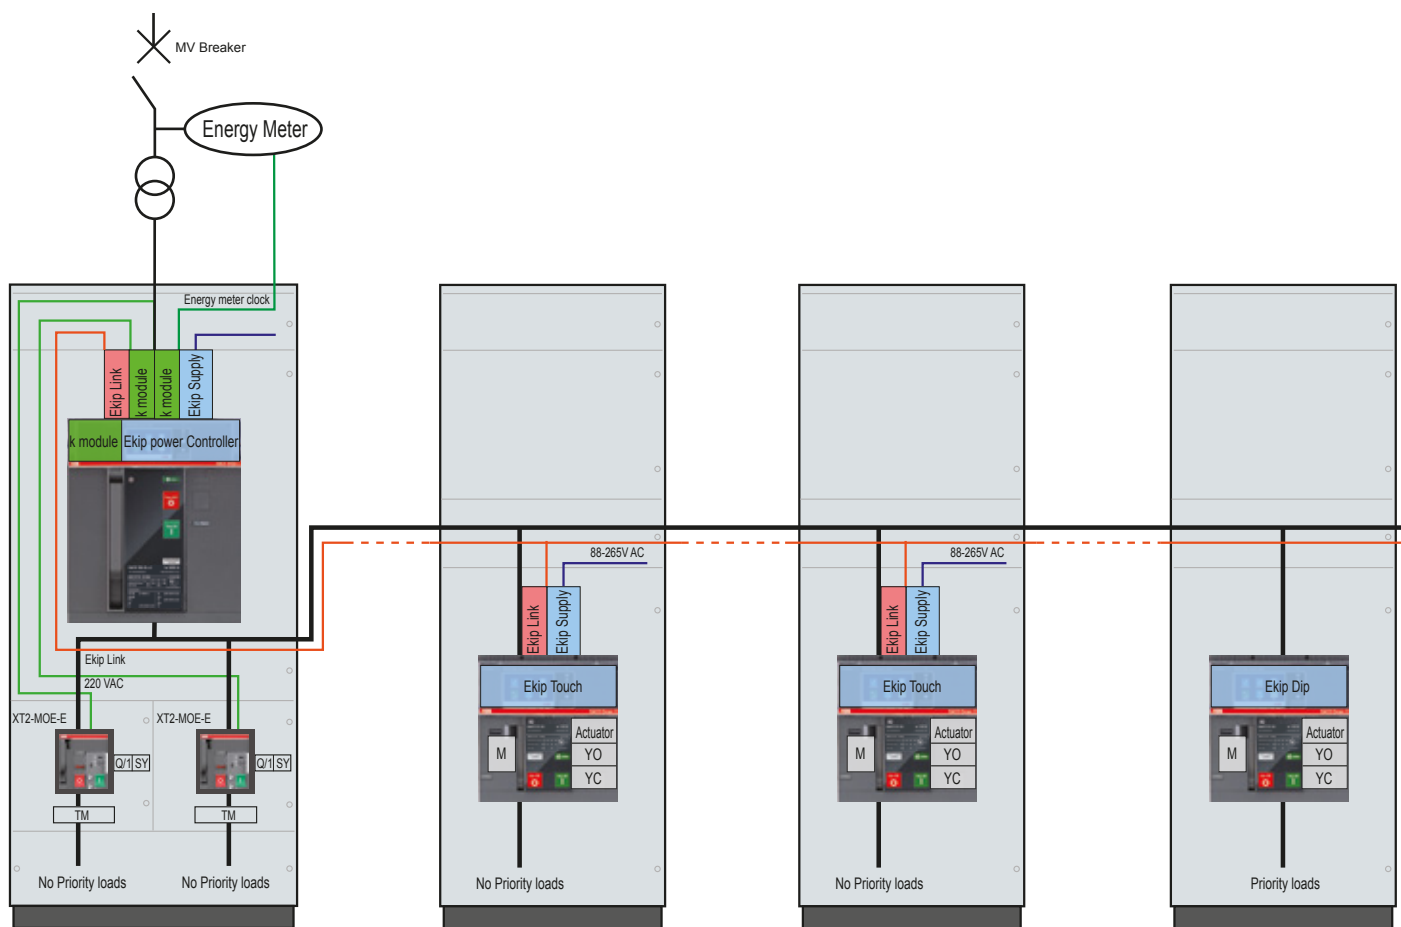 MV Breaker
Energy Meter
Energy meter clock
Ekip Link
k module
k module
Ekip Supply
k module
Ekip power Controller
Ekip Link
220 VAC
XT2-MOE-E
XT2-MOE-E
Q/1 SY
Q/1 SY
TM
TM
No Priority loads
No Priority loads
88-265V AC
Ekip Link
Ekip Supply
Ekip Touch
M
Actuator
YO
YC
No Priority loads
88-265V AC
Ekip Link
Ekip Supply
Ekip Touch
M
Actuator
YO
YC
No Priority loads
Ekip Dip
M
Actuator
YO
YC
Priority loads